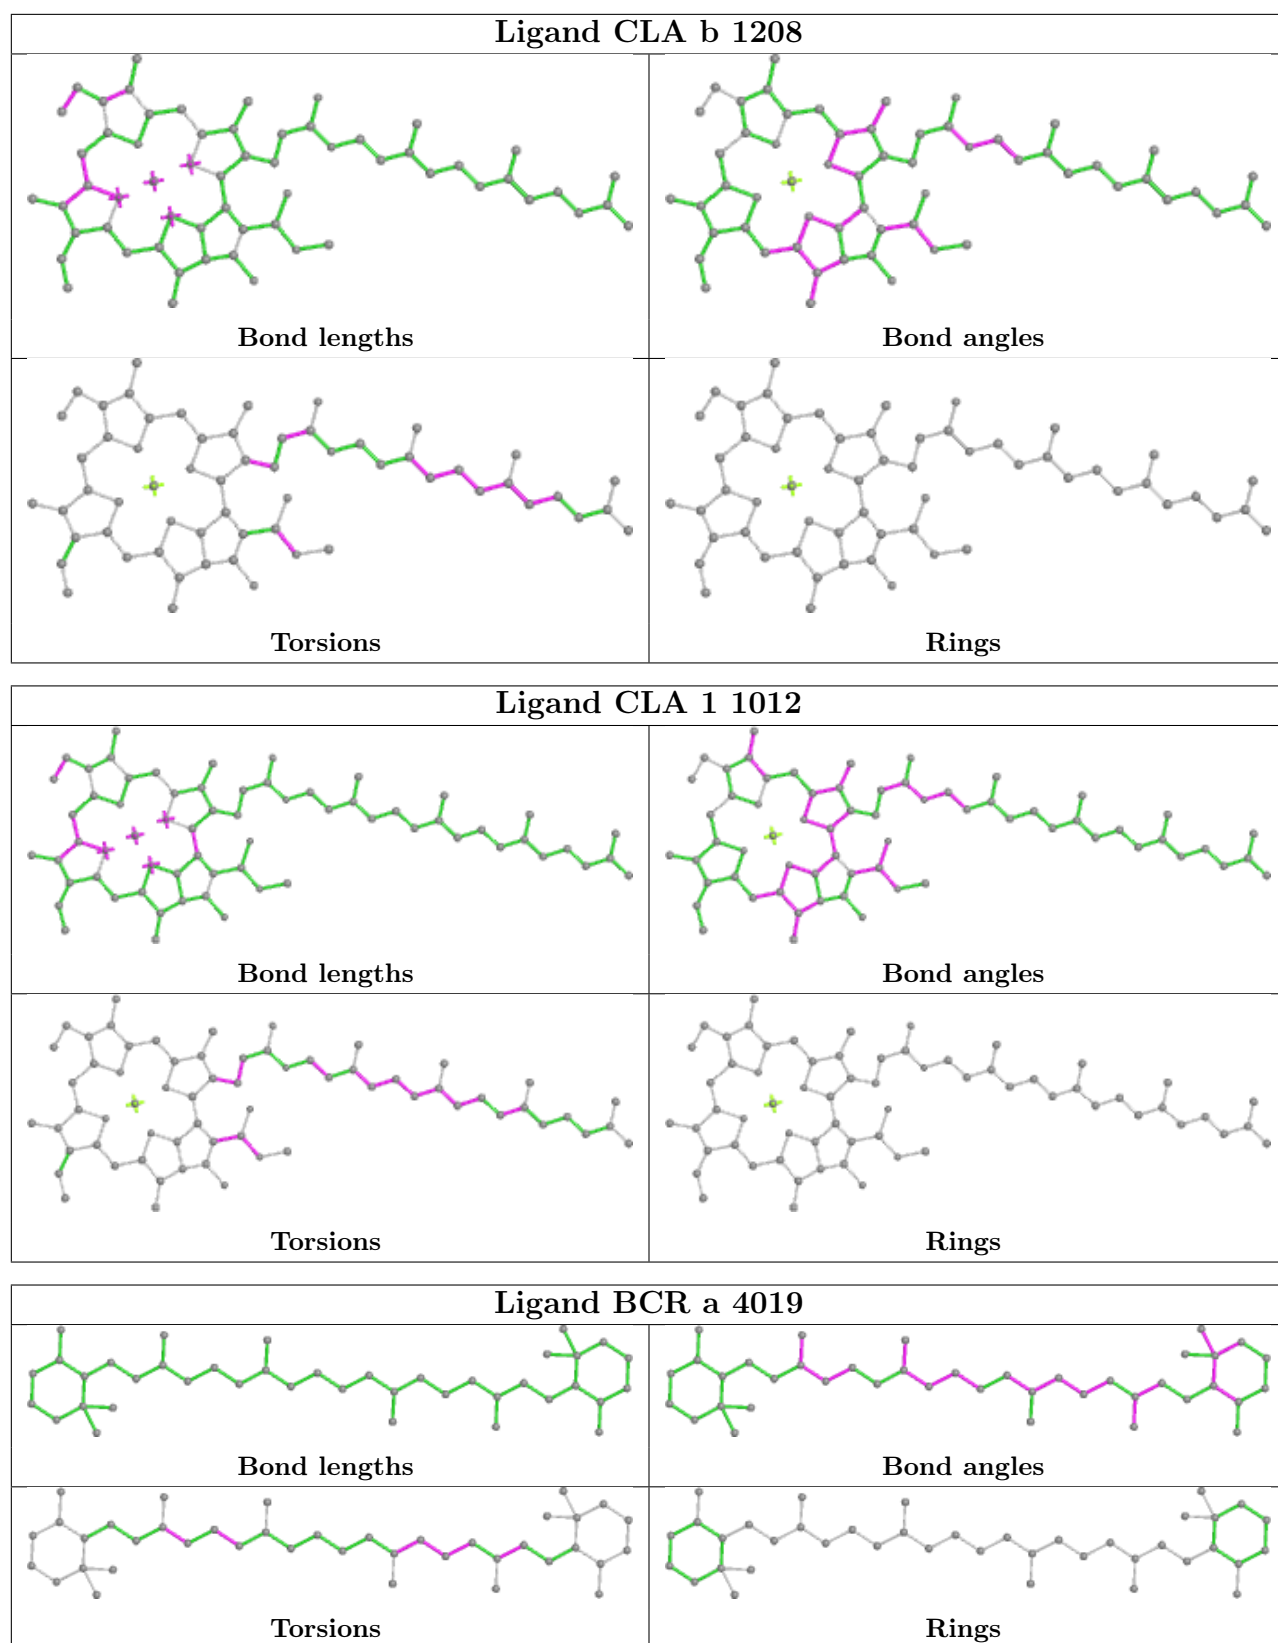 Ligand CLA b 1208
Bond lengths
Bond angles
Torsions
Rings
Ligand CLA 1 1012
Bond lengths
Bond angles
Torsions
Rings
Ligand BCR a 4019
Bond lengths
Bond angles
Torsions
Rings